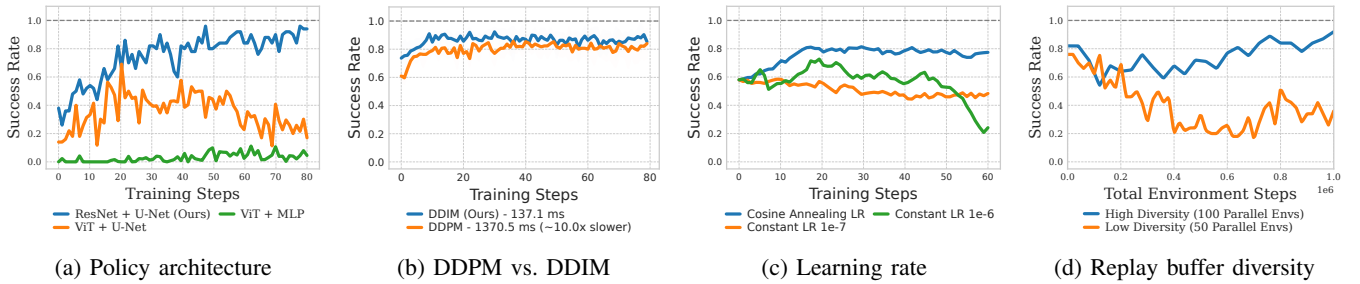 Success Rate
1.0
0.8
0.6
0.4
0.2
0.0
0 10 20 30 40 50 60 70 80
Training Steps
ResNet + U-Net (Ours) ViT + MLP
ViT + U-Net
(a) Policy architecture
Success Rate
1.0
0.8
0.6
0.4
0.2
0.0
0 20 40 60 80
Training Steps
DDIM (Ours) - 137.1 ms
DDPM - 1370.5 ms (~10.0x slower)
(b) DDPM vs. DDIM
Success Rate
1.0
0.8
0.6
0.4
0.2
0.0
0 10 20 30 40 50 60
Training Steps
Cosine Annealing LR Constant LR 1e-6
Constant LR 1e-7
(c) Learning rate
Success Rate
1.0
0.8
0.6
0.4
0.2
0.0
0.0 0.2 0.4 0.6 0.8 1.0
1e6
Total Environment Steps
High Diversity (100 Parallel Envs)
Low Diversity (50 Parallel Envs)
(d) Replay buffer diversity